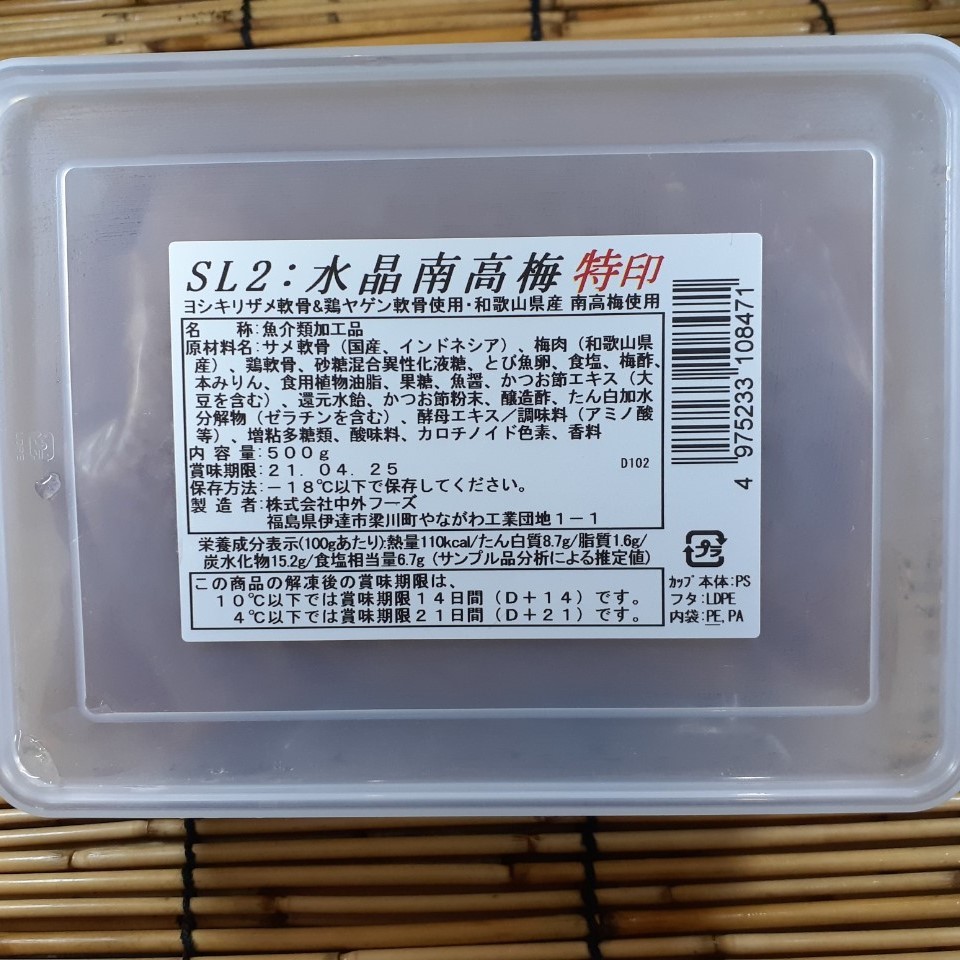 SL2:水晶南高梅 特印
ヨシキリザメ軟骨&鶏ヤゲン軟骨使用・和歌山県産 南高梅使用
名　　称:魚介類加工品
原材料名:サメ軟骨（国産、インドネシア）、梅肉（和歌山県
産）、鶏軟骨、砂糖混合異性化液糖、とび魚卵、食塩、梅酢、
本みりん、食用植物油脂、果糖、魚醤、かつお節エキス（大
豆を含む）、還元水飴、かつお節粉末、醸造酢、たん白加水
分解物（ゼラチンを含む）、酵母エキス／調味料（アミノ酸
等）、増粘多糖類、酸味料、カロチノイド色素、香料
内 容 量:500g
賞味期限:21. 04. 25
D102
保存方法:－18℃以下で保存してください。
製 造 者:株式会社中外フーズ
福島県伊達市梁川町やながわ工業団地1－1
栄養成分表示(100gあたり):熱量110kcal/たん白質8.7g/脂質1.6g/
炭水化物15.2g/食塩相当量6.7g（サンプル品分析による推定値）
この商品の解凍後の賞味期限は、
10℃以下では賞味期限14日間（D＋14）です。
4℃以下では賞味期限21日間（D＋21）です。
4 975233 108471
プラ
ｶｯﾌﾟ本体:PS
フタ:LDPE
内袋:PE,PA